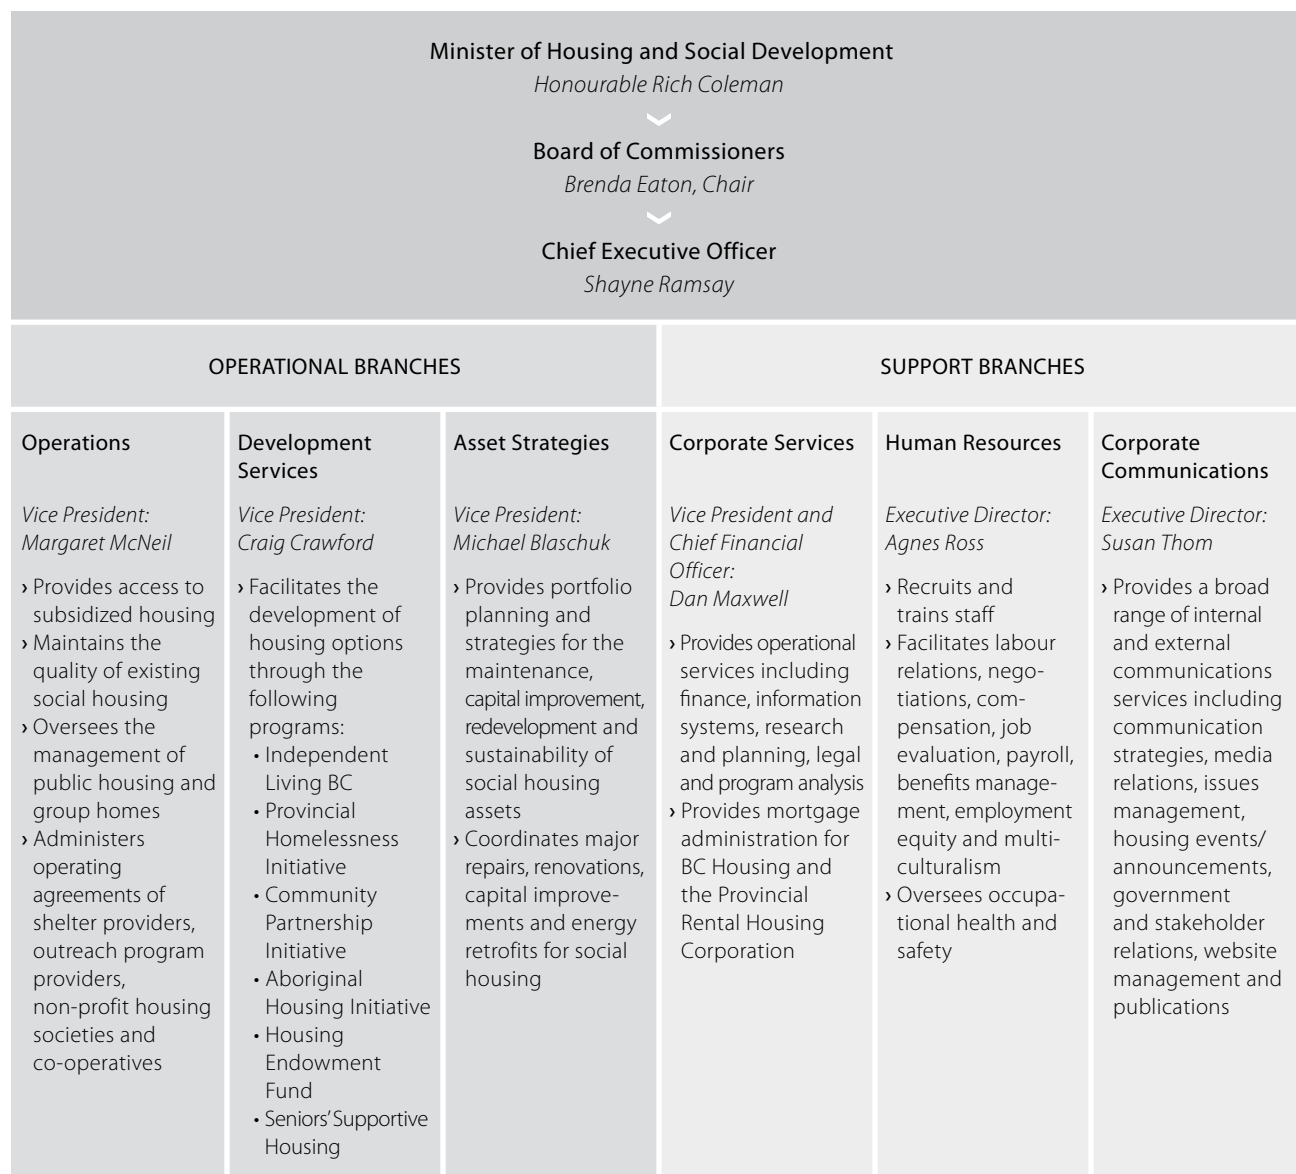 Minister of Housing and Social Development
Honourable Rich Coleman
Board of Commissioners
Brenda Eaton, Chair
Chief Executive Officer
Shayne Ramsay
OPERATIONAL BRANCHES
SUPPORT BRANCHES
Operations
Vice President:
Margaret McNeil
› Provides access to
subsidized housing
› Maintains the
quality of existing
social housing
› Oversees the
management of
public housing and
group homes
› Administers
operating
agreements of
shelter providers,
outreach program
providers,
non-profit housing
societies and
co-operatives
Development
Services
Vice President:
Craig Crawford
› Facilitates the
development of
housing options
through the
following
programs:
• Independent
Living BC
• Provincial
Homelessness
Initiative
• Community
Partnership
Initiative
• Aboriginal
Housing Initiative
• Housing
Endowment
Fund
• Seniors’ Supportive
Housing
Asset Strategies
Vice President:
Michael Blaschuk
› Provides portfolio
planning and
strategies for the
maintenance,
capital improvement,
redevelopment and
sustainability of
social housing
assets
› Coordinates major
repairs, renovations,
capital improve-
ments and energy
retrofits for social
housing
Corporate Services
Vice President and
Chief Financial
Officer:
Dan Maxwell
› Provides operational
services including
finance, information
systems, research
and planning, legal
and program analysis
› Provides mortgage
administration for
BC Housing and
the Provincial
Rental Housing
Corporation
Human Resources
Executive Director:
Agnes Ross
› Recruits and
trains staff
› Facilitates labour
relations, nego-
tiations, com-
pensation, job
evaluation, payroll,
benefits manage-
ment, employment
equity and multi-
culturalism
› Oversees occupa-
tional health and
safety
Corporate
Communications
Executive Director:
Susan Thom
› Provides a broad
range of internal
and external
communications
services including
communication
strategies, media
relations, issues
management,
housing events/
announcements,
government
and stakeholder
relations, website
management and
publications